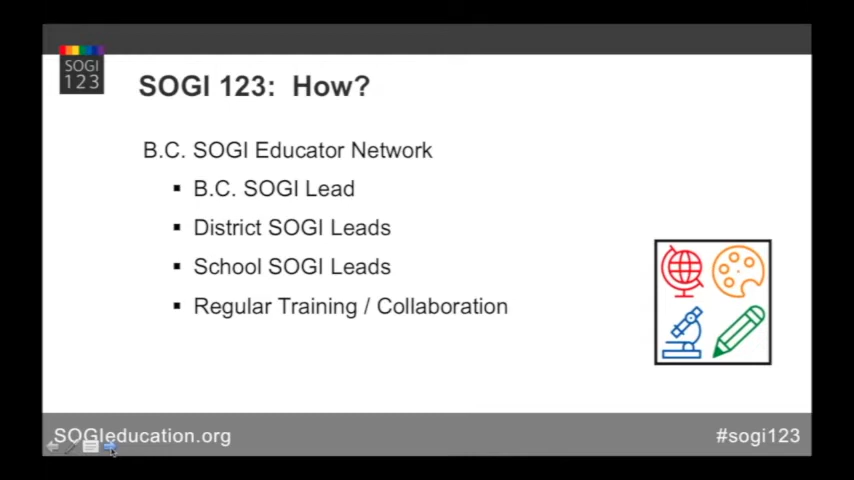 SOGI
123
SOGI 123: How?
B.C. SOGI Educator Network
▪ B.C. SOGI Lead
▪ District SOGI Leads
▪ School SOGI Leads
▪ Regular Training / Collaboration
SOGIeducation.org
#sogi123